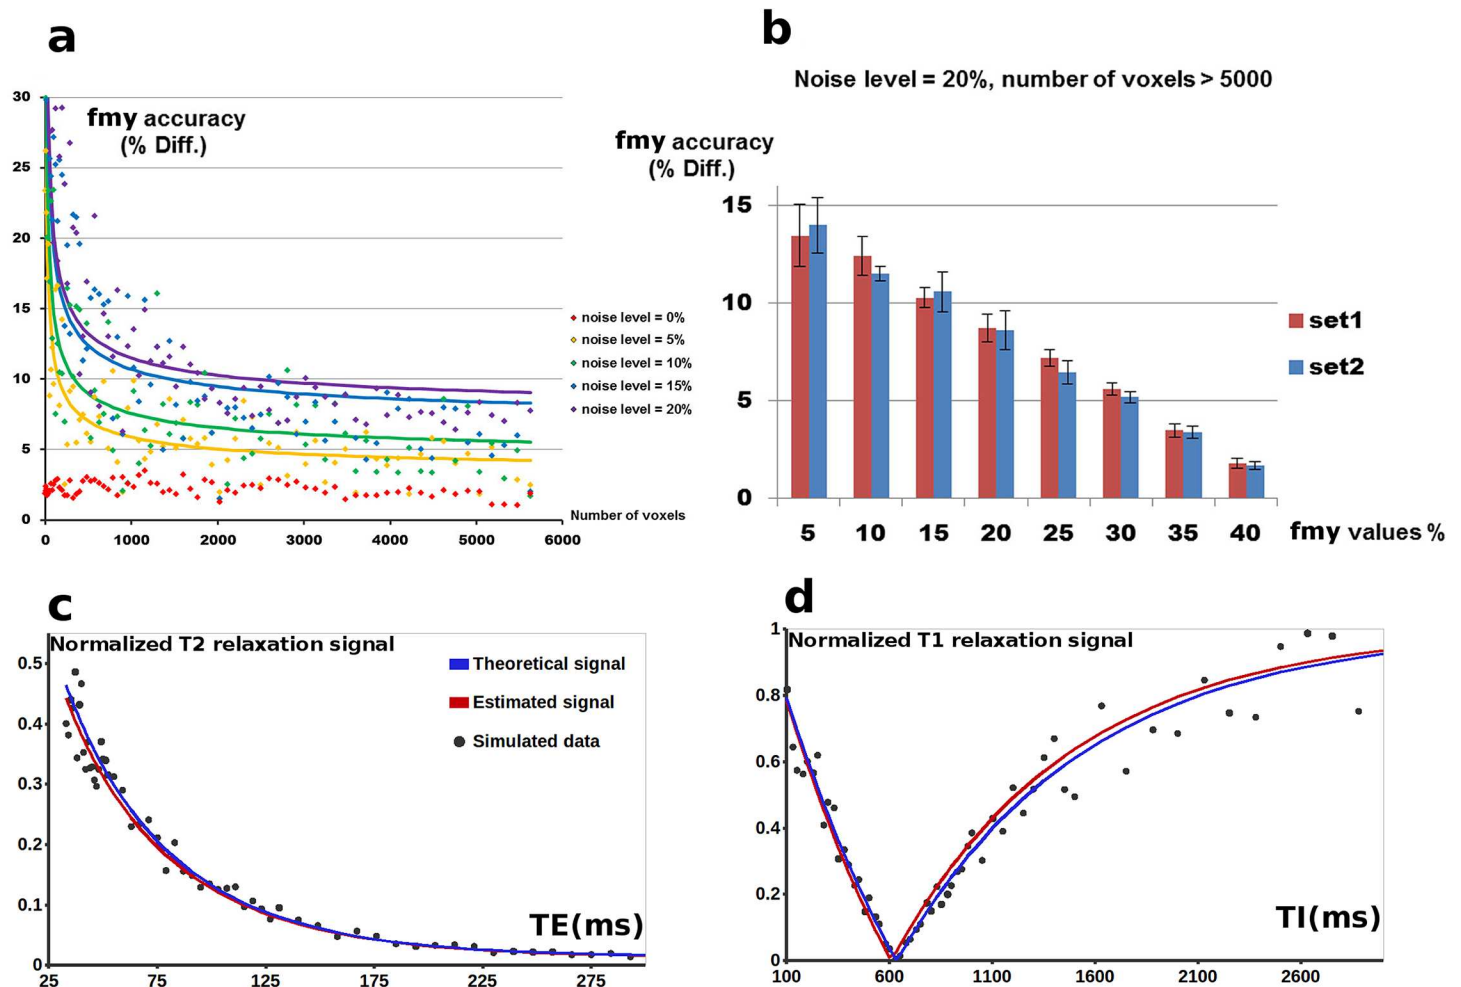 a
30
25
20
15
10
5
0
fmy accuracy
(% Diff.)
noise level = 0%
noise level = 5%
noise level = 10%
noise level = 15%
noise level = 20%
Number of voxels
0 1000 2000 3000 4000 5000 6000
b
Noise level = 20%, number of voxels > 5000
fmy accuracy
(% Diff.)
15
10
5
0
set1
set2
5 10 15 20 25 30 35 40 fmy values %
c
Normalized T2 relaxation signal
0.5
0.4
0.3
0.2
0.1
0
Theoretical signal
Estimated signal
Simulated data
TE(ms)
25 75 125 175 225 275
d
Normalized T1 relaxation signal
1
0.8
0.6
0.4
0.2
0
TI(ms)
100 600 1100 1600 2100 2600